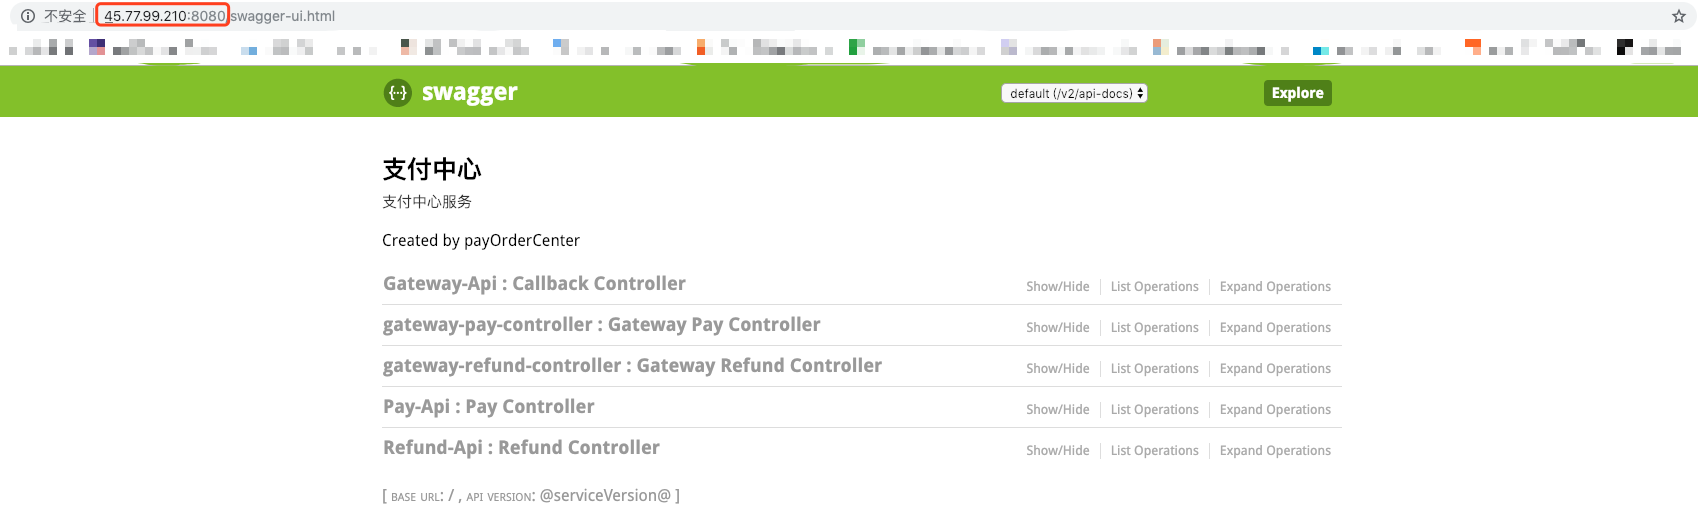 不安全 | 45.77.99.210:8080/swagger-ui.html
{··} swagger default (/v2/api-docs) Explore
支付中心
支付中心服务
Created by payOrderCenter
Gateway-Api : Callback Controller Show/Hide List Operations Expand Operations
gateway-pay-controller : Gateway Pay Controller Show/Hide List Operations Expand Operations
gateway-refund-controller : Gateway Refund Controller Show/Hide List Operations Expand Operations
Pay-Api : Pay Controller Show/Hide List Operations Expand Operations
Refund-Api : Refund Controller Show/Hide List Operations Expand Operations
[ BASE URL: / , API VERSION: @serviceVersion@ ]